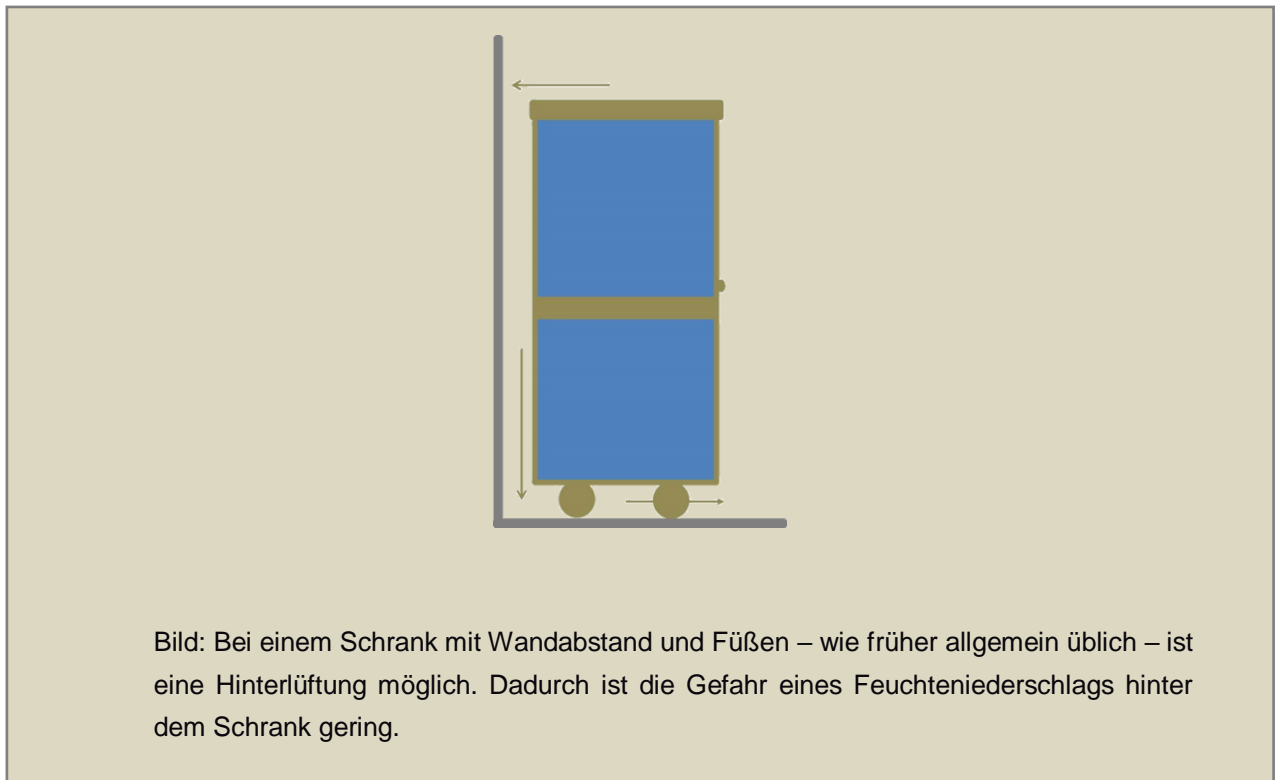 Bild: Bei einem Schrank mit Wandabstand und Füßen – wie früher allgemein üblich – ist
eine Hinterlüftung möglich. Dadurch ist die Gefahr eines Feuchteniederschlags hinter
dem Schrank gering.